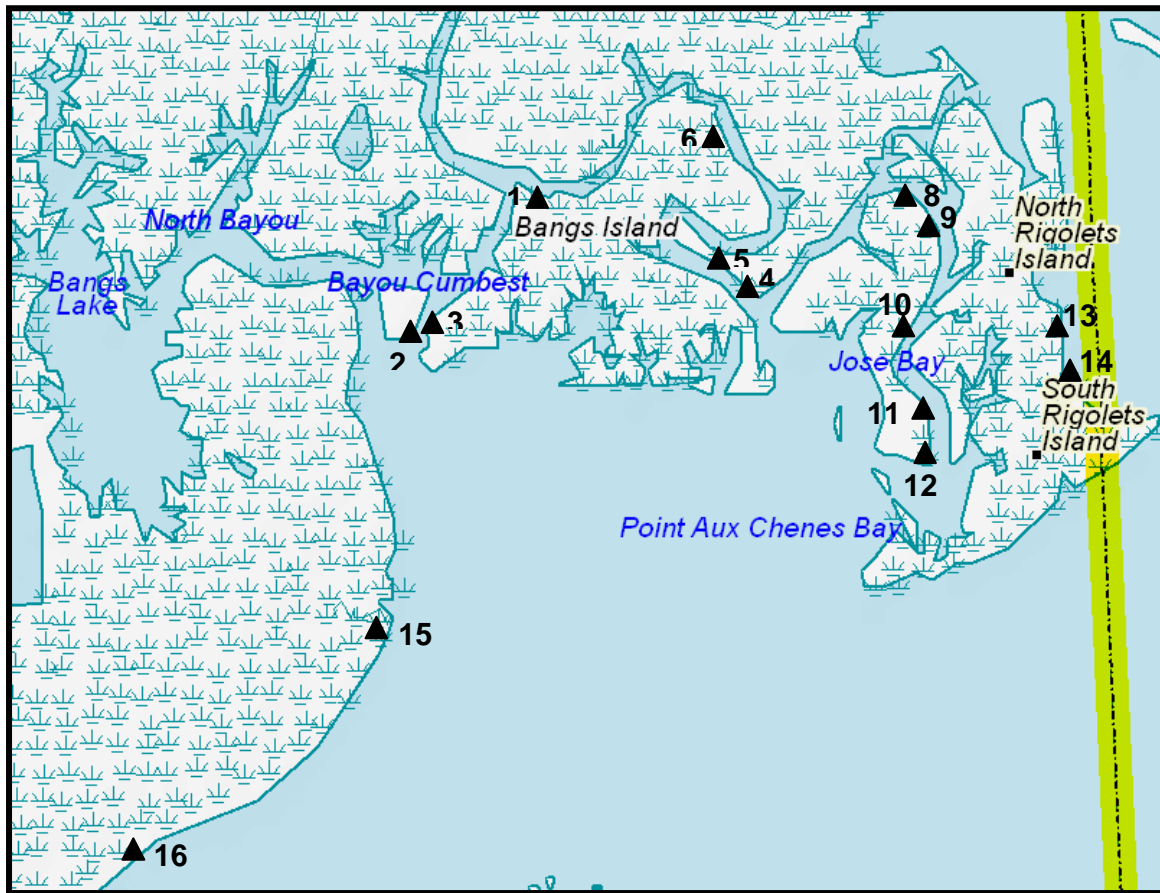 6
1
8
North Bayou
Bangs Island
9
North
Rigolets
Island
5
Bangs
Lake
Bayou Cumbest
4
3
10
13
2
Jose Bay
14
11
South
Rigolets
Island
12
Point Aux Chenes Bay
15
16